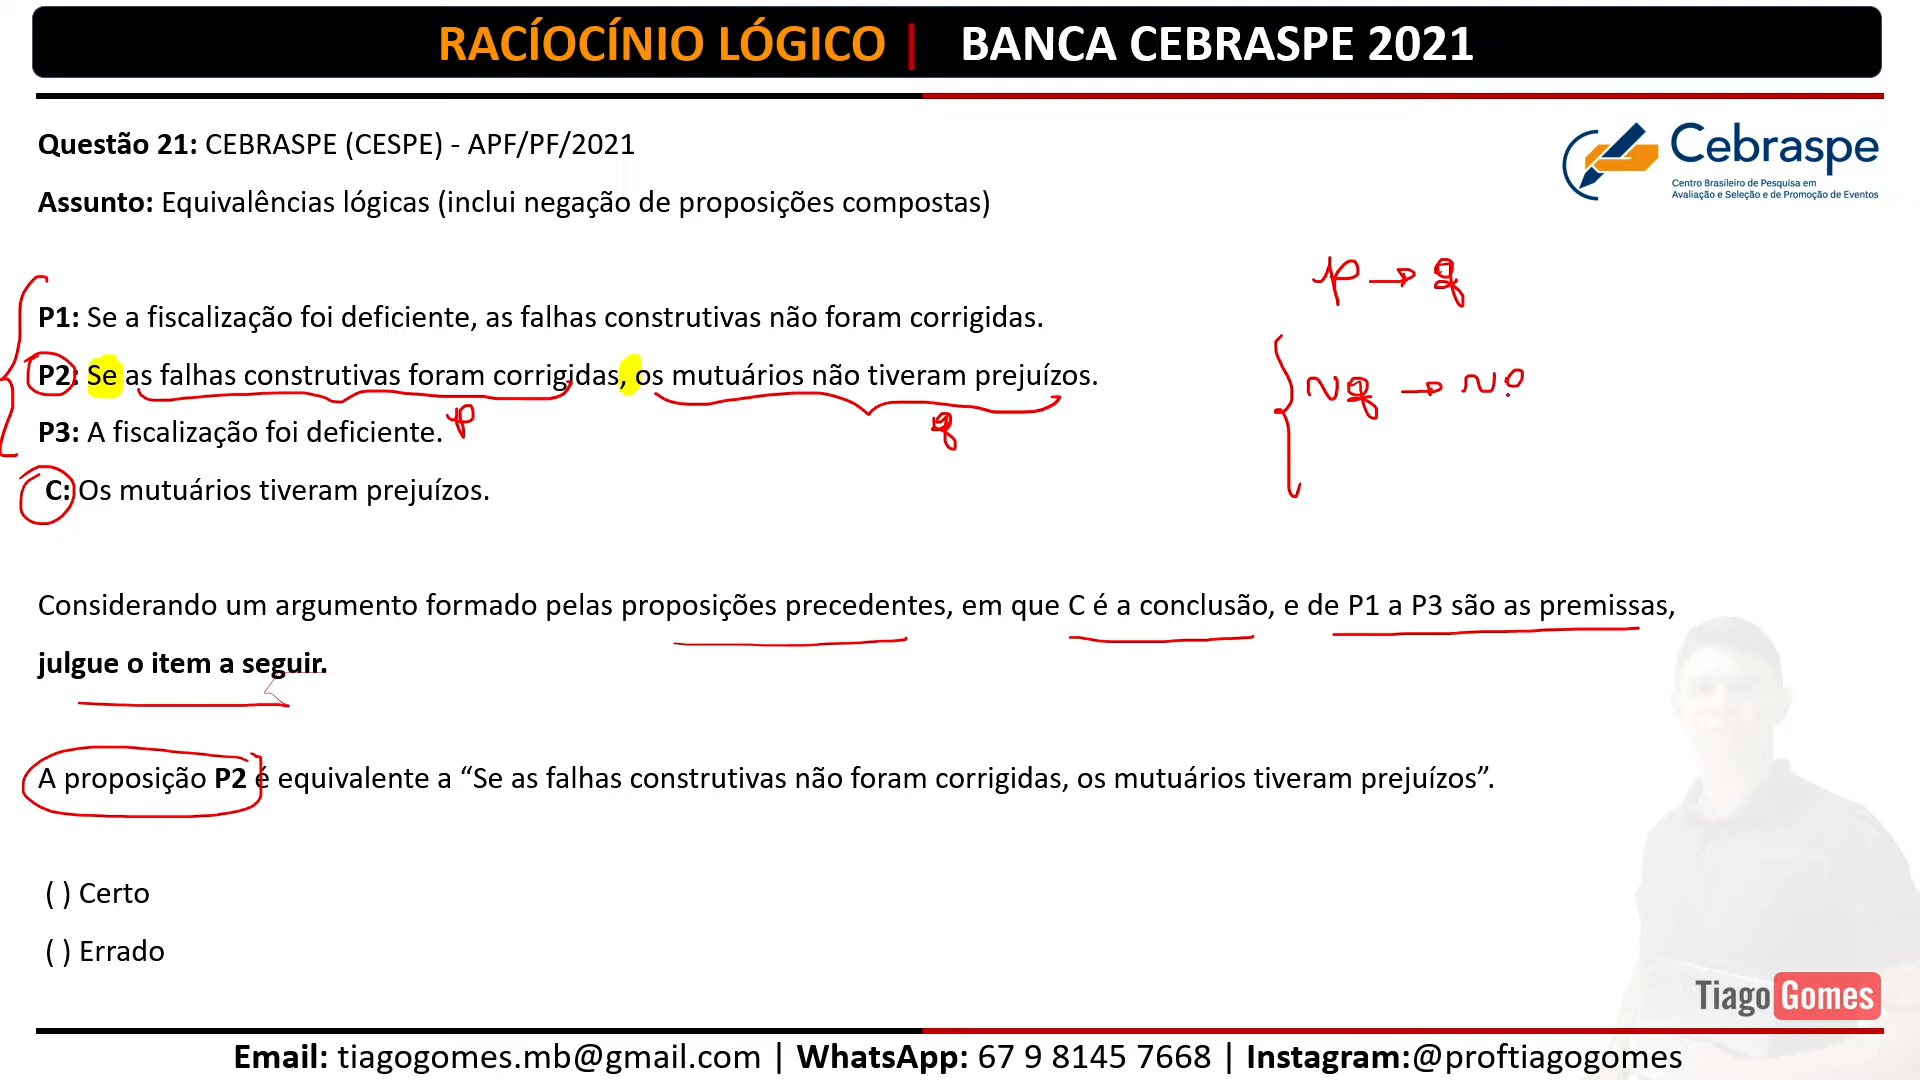 RACÍOCÍNIO LÓGICO | BANCA CEBRASPE 2021
Questão 21: CEBRASPE (CESPE) - APF/PF/2021
Assunto: Equivalências lógicas (inclui negação de proposições compostas)
Cebraspe
Centro Brasileiro de Pesquisa em
Avaliação e Seleção e de Promoção de Eventos
p → q
P1: Se a fiscalização foi deficiente, as falhas construtivas não foram corrigidas.
P2: Se as falhas construtivas foram corrigidas, os mutuários não tiveram prejuízos.
~q → ~
p
q
P3: A fiscalização foi deficiente.
C: Os mutuários tiveram prejuízos.
Considerando um argumento formado pelas proposições precedentes, em que C é a conclusão, e de P1 a P3 são as premissas,
julgue o item a seguir.
A proposição P2 é equivalente a “Se as falhas construtivas não foram corrigidas, os mutuários tiveram prejuízos”.
( ) Certo
( ) Errado
Tiago Gomes
Email: tiagogomes.mb@gmail.com | WhatsApp: 67 9 8145 7668 | Instagram:@proftiagogomes